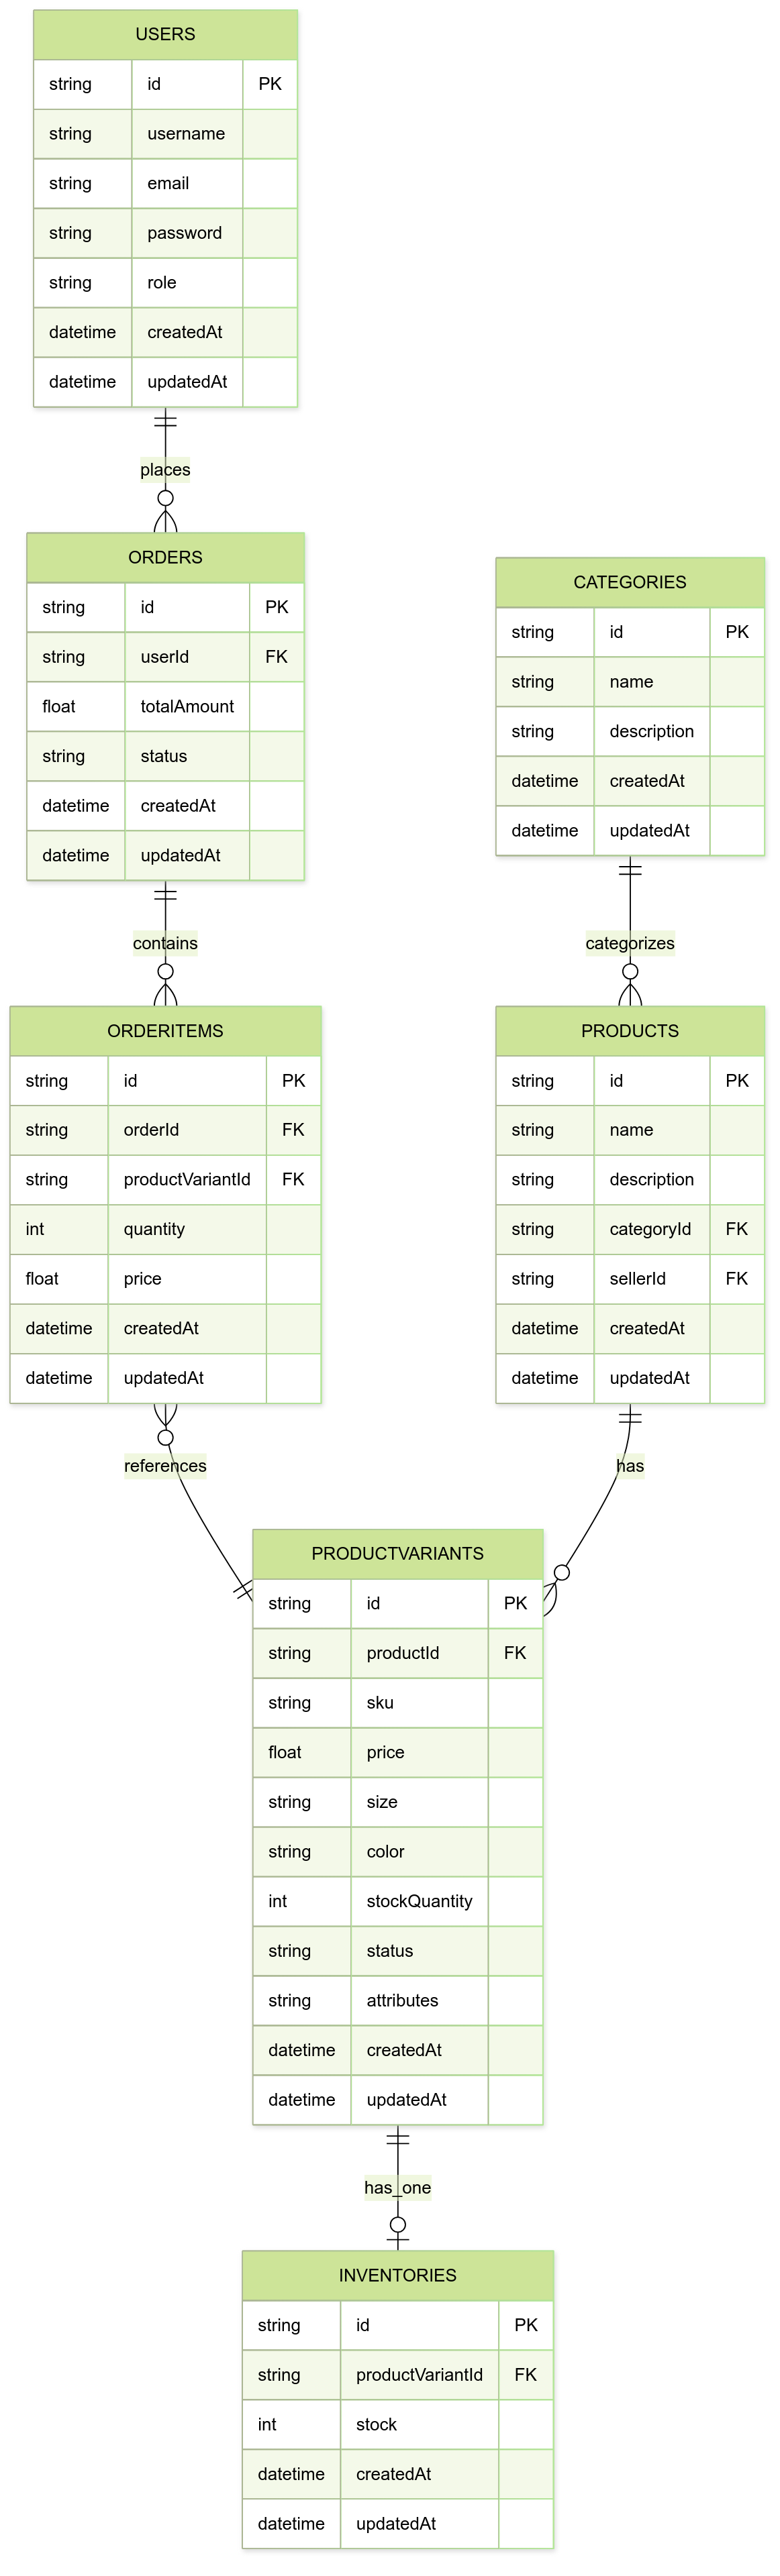 USERS
string id PK
string username
string email
string password
string role
datetime createdAt
datetime updatedAt
places
ORDERS
string id PK
string userId FK
float totalAmount
string status
datetime createdAt
datetime updatedAt
contains
CATEGORIES
string id PK
string name
string description
datetime createdAt
datetime updatedAt
categorizes
ORDERITEMS
string id PK
string orderId FK
string productVariantId FK
int quantity
float price
datetime createdAt
datetime updatedAt
references
PRODUCTS
string id PK
string name
string description
string categoryId FK
string sellerId FK
datetime createdAt
datetime updatedAt
has
PRODUCTVARIANTS
string id PK
string productId FK
string sku
float price
string size
string color
int stockQuantity
string status
string attributes
datetime createdAt
datetime updatedAt
has_one
INVENTORIES
string id PK
string productVariantId FK
int stock
datetime createdAt
datetime updatedAt